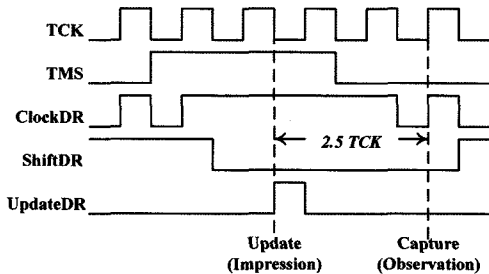 TCK
TMS
ClockDR
2.5 TCK
ShiftDR
UpdateDR
Update
(Impression)
Capture
(Observation)